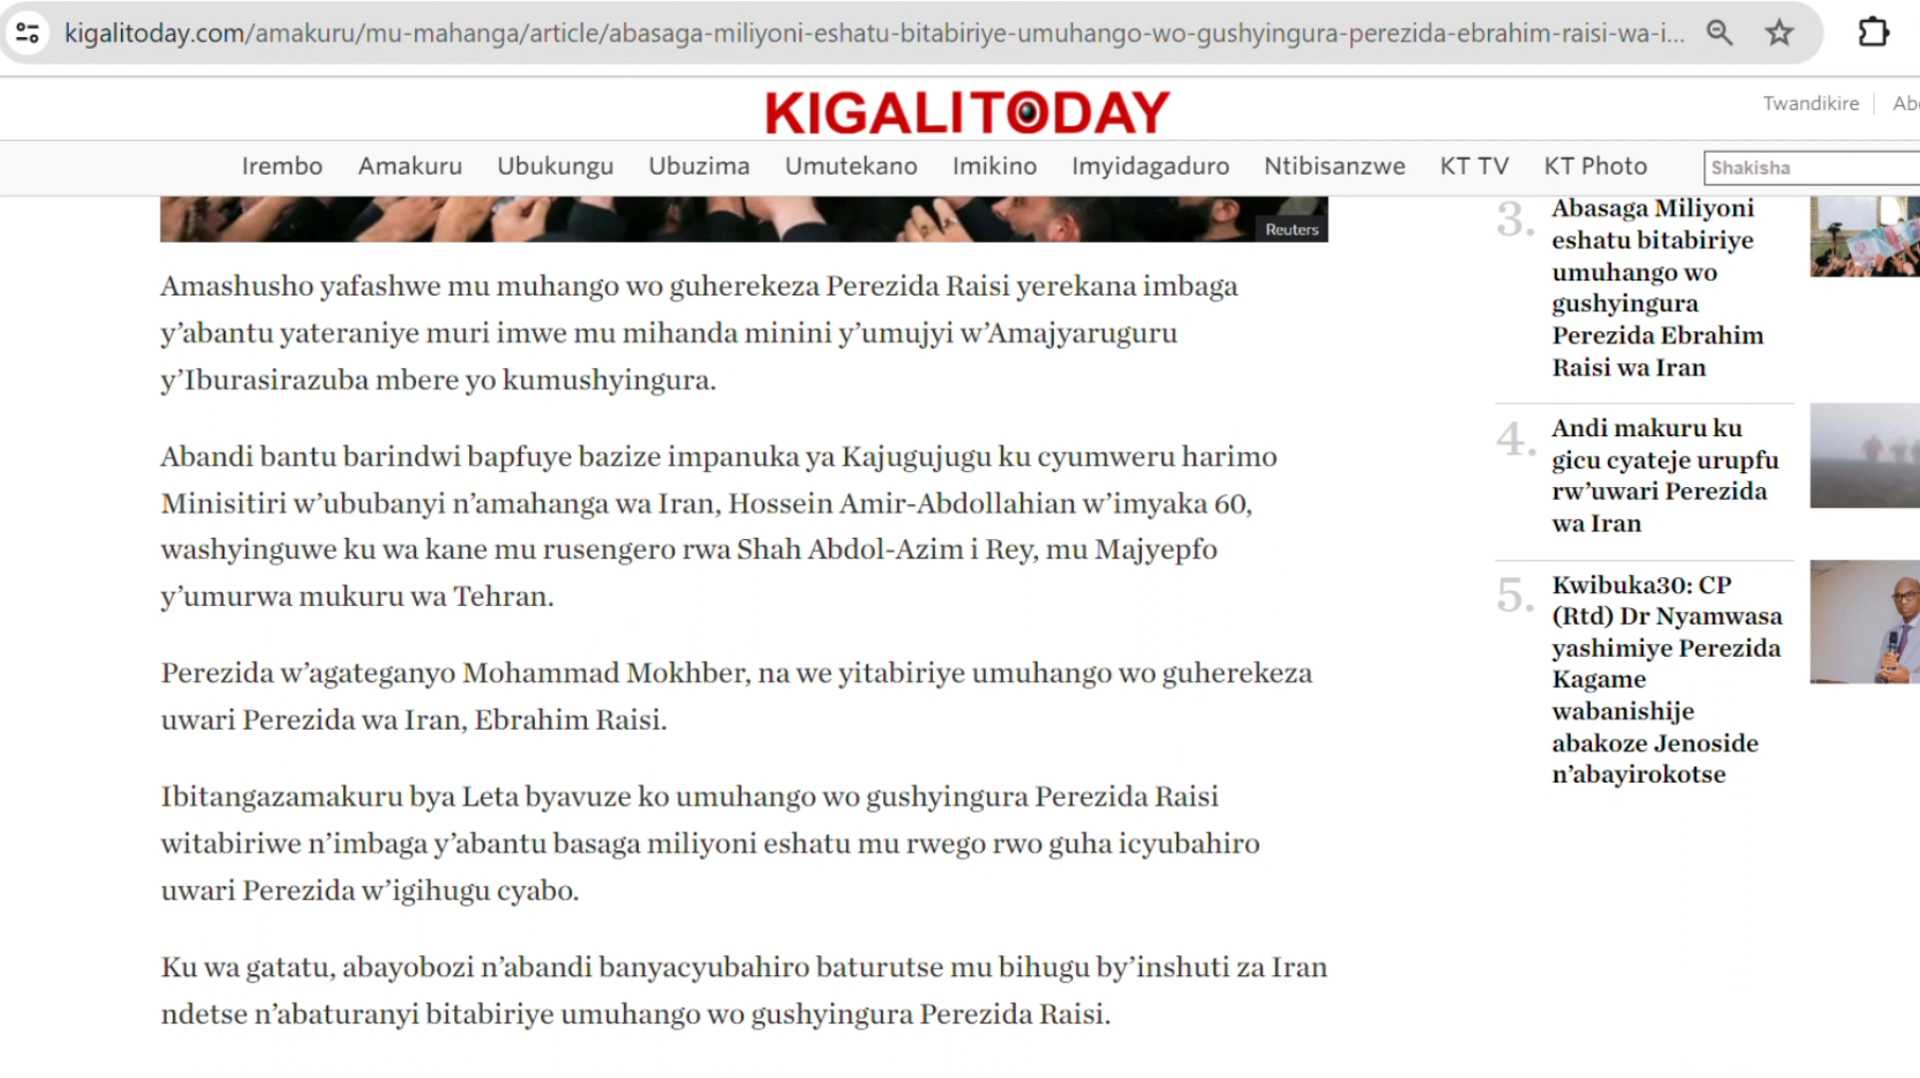 kigalitoday.com/amakuru/mu-mahanga/article/abasaga-miliyoni-eshatu-bitabiriye-umuhango-wo-gushyingura-perezida-ebrahim-raisi-wa-i...
KIGALITODAY
Twandikire
Irembo Amakuru Ubukungu Ubuzima Umutekano Imikino Imyidagaduro Ntibisanzwe KT TV KT Photo
Shakisha
Reuters
Amashusho yafashwe mu muhango wo guherekeza Perezida Raisi yerekana imbaga
y’abantu yateraniye muri imwe mu mihanda minini y’umujyi w’Amajyaruguru
y’Iburasirazuba mbere yo kumushyingura.
Abandi bantu barindwi bapfuye bazize impanuka ya Kajugujugu ku cyumweru harimo
Minisitiri w’ububanyi n’amahanga wa Iran, Hossein Amir-Abdollahian w’imyaka 60,
washyinguwe ku wa kane mu rusengero rwa Shah Abdol-Azim i Rey, mu Majyepfo
y’umurwa mukuru wa Tehran.
Perezida w’agateganyo Mohammad Mokhber, na we yitabiriye umuhango wo guherekeza
uwari Perezida wa Iran, Ebrahim Raisi.
Ibitangazamakuru bya Leta byavuze ko umuhango wo gushyingura Perezida Raisi
witabiriwe n’imbaga y’abantu basaga miliyoni eshatu mu rwego rwo guha icyubahiro
uwari Perezida w’igihugu cyabo.
Ku wa gatatu, abayobozi n’abandi banyacyubahiro baturutse mu bihugu by’inshuti za Iran
ndetse n’abaturanyi bitabiriye umuhango wo gushyingura Perezida Raisi.
3. Abasaga Miliyoni
eshatu bitabiriye
umuhango wo
gushyingura
Perezida Ebrahim
Raisi wa Iran
4. Andi makuru ku
gicu cyateje urupfu
rw’uwari Perezida
wa Iran
5. Kwibuka30: CP
(Rtd) Dr Nyamwasa
yashimiye Perezida
Kagame
wabanishije
abakoze Jenoside
n’abayirokotse